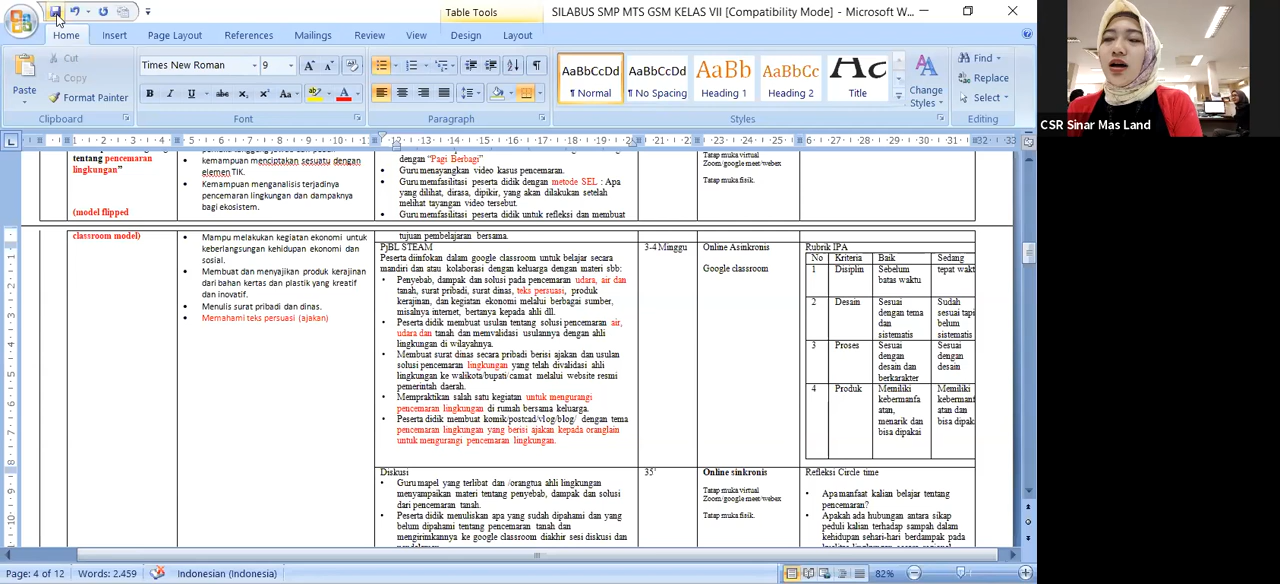 Table Tools
SILABUS SMP MTS GSM KELAS VII [Compatibility Mode] - Microsoft W...
Home
Insert
Page Layout
References
Mailings
Review
View
Design
Layout
Paste
Cut
Copy
Format Painter
Clipboard
Times New Roman
9
Font
Paragraph
AaBbCcDd
¶ Normal
AaBbCcDd
¶ No Spacing
AaBb
Heading 1
AaBbCc
Heading 2
Title
Styles
Change
Styles
Find
Replace
Select
Editing
CSR Sinar Mas Land
tentang pencemaran
lingkungan”
(model flipped
classroom model)
kemampuan menciptakan sesuatu dengan
elemen TIK.
Kemampuan menganalisis terjadinya
pencemaran lingkungan dan dampaknya
bagi ekosistem.
Mampu melakukan kegiatan ekonomi untuk
keberlangsungan kehidupan ekonomi dan
sosial.
Membuat dan menyajikan produk kerajinan
dari bahan kertas dan plastik yang kreatif
dan inovatif.
Menulis surat pribadi dan dinas.
Memahami teks persuasi (ajakan)
dengan “Pagi Berbagi”
Guru menayangkan video kasus pencemaran.
Guru memfasilitasi peserta didik dengan metode SEL : Apa
yang dilihat, dirasa, dipikir, yang akan dilakukan setelah
melihat tayangan video tersebut.
Guru memfasilitasi peserta didik untuk refleksi dan membuat
tujuan pembelajaran bersama.
PjBL STEAM
Peserta diinfokan dalam google classroom untuk belajar secara
mandiri dan atau kolaborasi dengan keluarga dengan materi sbb:
Penyebab, dampak dan solusi pada pencemaran udara, air dan
tanah, surat pribadi, surat dinas, teks persuasi, produk
kerajinan, dan kegiatan ekonomi melalui berbagai sumber,
misalnya internet, bertanya kepada ahli dll.
Peserta didik membuat usulan tentang solusi pencemaran air,
udara dan tanah dan memvalidasi usulannya dengan ahli
lingkungan di wilayahnya.
Membuat surat dinas secara pribadi berisi ajakan dan usulan
solusi pencemaran lingkungan yang telah divalidasi ahli
lingkungan ke walikota/bupati/camat melalui website resmi
pemerintah daerah.
Mempraktikan salah satu kegiatan untuk mengurangi
pencemaran lingkungan di rumah bersama keluarga.
Peserta didik membuat komik/postcad/vlog/blog/ dengan tema
pencemaran lingkungan yang berisi ajakan kepada oranglain
untuk mengurangi pencemaran lingkungan.
Diskusi
Guru mapel yang terlibat dan /orangtua ahli lingkungan
menyampaikan materi tentang penyebab, dampak dan solusi
dari pencemaran tanah.
Peserta didik menuliskan apa yang sudah dipahami dan yang
belum dipahami tentang pencemaran tanah dan
mengirimkannya ke google classroom diakhir sesi diskusi dan
3-4 Minggu
35’
Tatap muka virtual
Zoom/google meet/webex
Tatap muka fisik.
Online Asinkronis
Google classroom
Online sinkronis
Tatap muka virtual
Zoom/google meet/webex
Tatap muka fisik.
Rubrik IPA
No Kriteria Baik Sedang
1 Disiplin Sebelum tepat wakt
batas waktu
2 Desain Sesuai Sudah
dengan tema sesuai tapi
dan belum
sistematis sistematis
3 Proses Sesuai Sesuai
dengan dengan
desain dan desain
berkarakter
4 Produk Memiliki Memiliki
kebermanfa kebermanf
atan, atan dan
menarik dan bisa dipak
bisa dipakai
Refleksi Circle time
Apa manfaat kalian belajar tentang
pencemaran?
Apakah ada hubungan antara sikap
peduli kalian terhadap sampah dalam
kehidupan sehari-hari berdampak pada
Page: 4 of 12
Words: 2.459
Indonesian (Indonesia)
82%